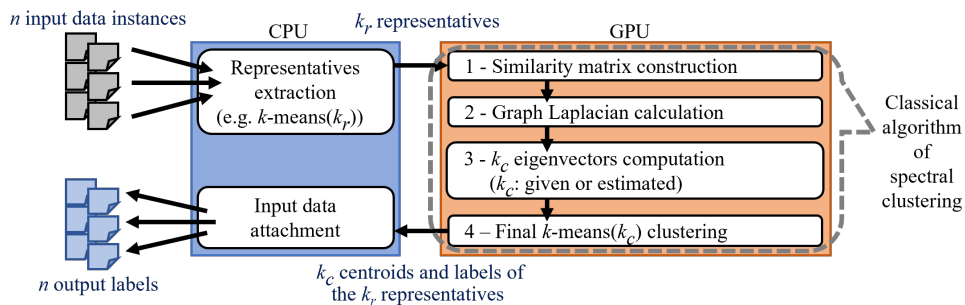 n input data instances
CPU
k_r representatives
GPU
Representatives
extraction
(e.g. k-means(k_r))
1 - Similarity matrix construction
2 - Graph Laplacian calculation
3 - k_c eigenvectors computation
(k_c: given or estimated)
4 – Final k-means(k_c) clustering
Classical
algorithm
of
spectral
clustering
Input data
attachment
n output labels
k_c centroids and labels of
the k_r representatives